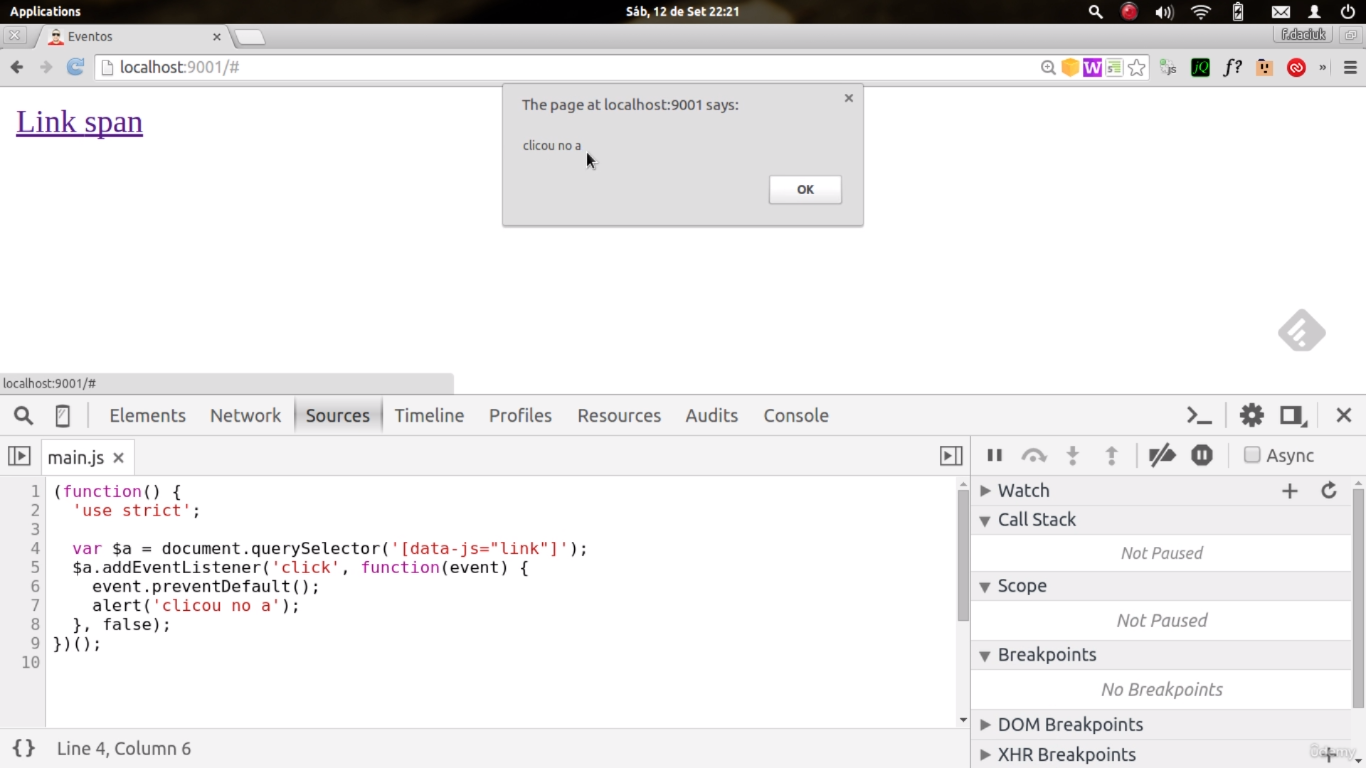 Applications
Sáb, 12 de Set 22:21
Eventos
f.daciuk
localhost:9001/#
W
js
jQ
f?
»
The page at localhost:9001 says:
clicou no a
OK
Link span
localhost:9001/#
Elements Network Sources Timeline Profiles Resources Audits Console
main.js
Async
1 (function() {
2 'use strict';
3
4 var $a = document.querySelector('[data-js="link"]');
5 $a.addEventListener('click', function(event) {
6 event.preventDefault();
7 alert('clicou no a');
8 }, false);
9 })();
10
{} Line 4, Column 6
Watch
Call Stack
Not Paused
Scope
Not Paused
Breakpoints
No Breakpoints
DOM Breakpoints
XHR Breakpoints
Udemy